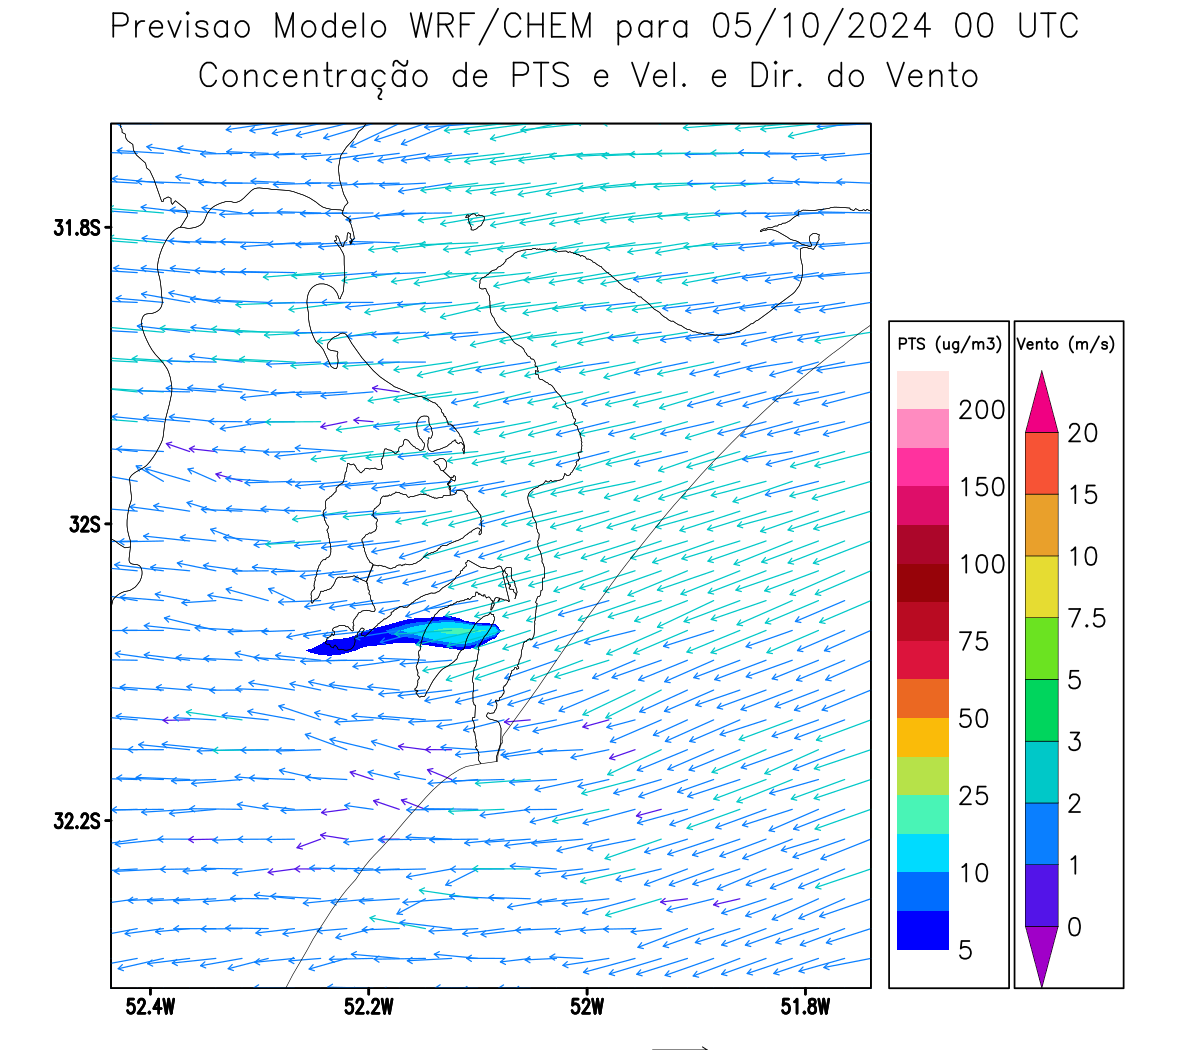 Previsao Modelo WRF/CHEM para 05/10/2024 00 UTC
Concentração de PTS e Vel. e Dir. do Vento
31.8S
32S
32.2S
52.4W
52.2W
52W
51.8W
PTS (ug/m3)
200
150
100
75
50
25
10
5
Vento (m/s)
20
15
10
7.5
5
3
2
1
0